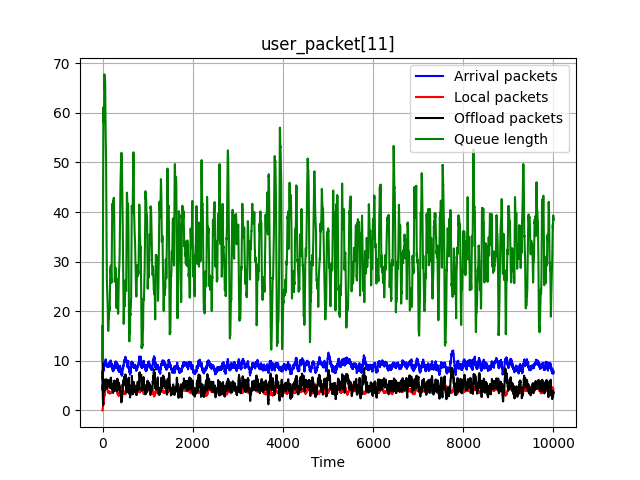 user_packet[11]
Arrival packets
Local packets
Offload packets
Queue length
70
60
50
40
30
20
10
0
0 2000 4000 6000 8000 10000
Time